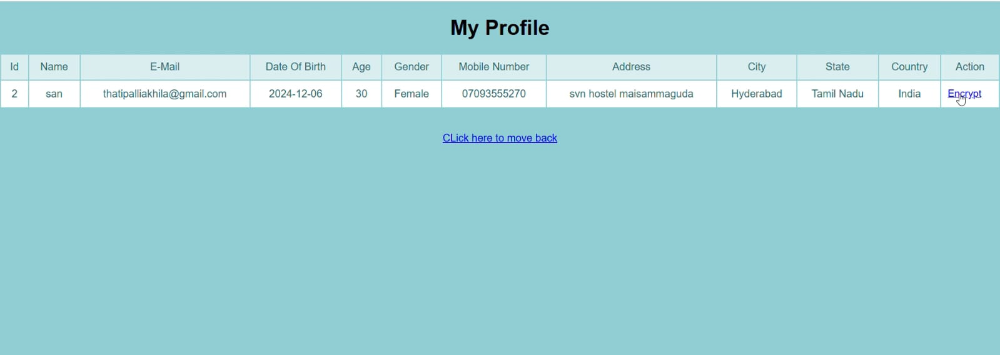 My Profile
Id Name E-Mail Date Of Birth Age Gender Mobile Number Address City State Country Action
2 san thatipalliakhila@gmail.com 2024-12-06 30 Female 07093555270 svn hostel maisammaguda Hyderabad Tamil Nadu India Encrypt
CLick here to move back